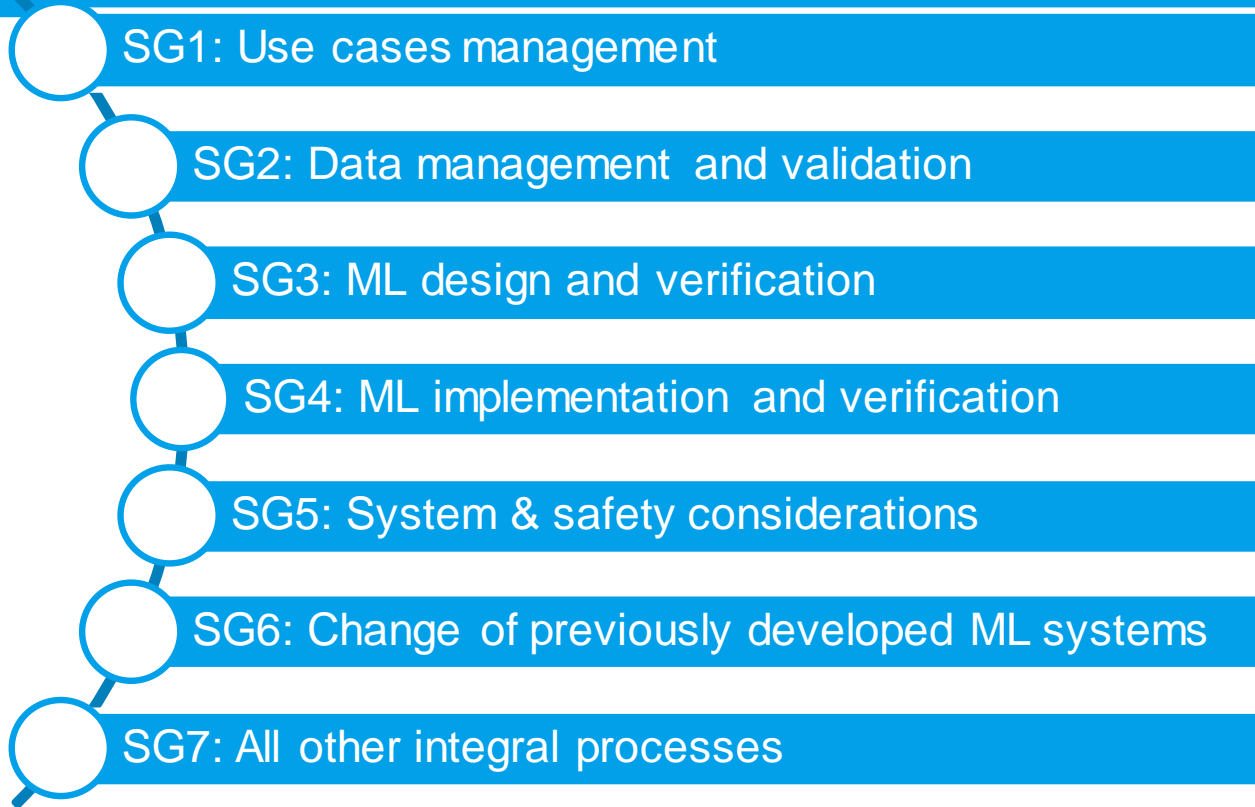 SG1: Use cases management
SG2: Data management and validation
SG3: ML design and verification
SG4: ML implementation and verification
SG5: System & safety considerations
SG6: Change of previously developed ML systems
SG7: All other integral processes